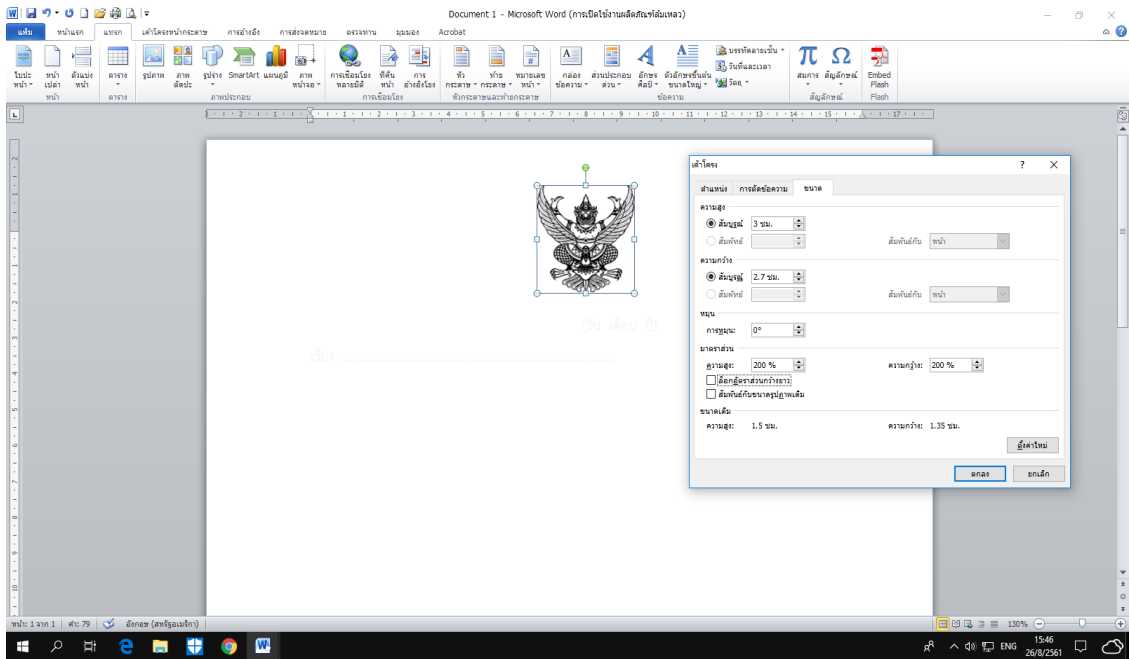 Document 1 - Microsoft Word (การเปิดใช้งานผลิตภัณฑ์ล้มเหลว)
แฟ้ม หน้าแรก แทรก เค้าโครงหน้ากระดาษ การอ้างอิง การส่งจดหมาย ตรวจทาน มุมมอง Acrobat
ใบปะหน้า หน้าเปล่า ตัวแบ่งหน้า ตาราง รูปภาพ ภาพตัดปะ รูปร่าง SmartArt แผนภูมิ ภาพหน้าจอ การเชื่อมโยงหลายมิติ ที่คั่นหน้า การอ้างอิงโยง หัวกระดาษ ท้ายกระดาษ หมายเลขหน้า กล่องข้อความ ส่วนประกอบด่วน อักษรศิลป์ ตัวอักษรขึ้นต้นขนาดใหญ่ บรรทัดลายเซ็น วันที่และเวลา วัตถุ สมการ สัญลักษณ์ Embed Flash
หน้า ตาราง ภาพประกอบ การเชื่อมโยง หัวกระดาษและท้ายกระดาษ ข้อความ สัญลักษณ์ Flash
เค้าโครง ? X
ตำแหน่ง การตัดข้อความ ขนาด
ความสูง
สัมบูรณ์ 3 ซม.
สัมพัทธ์ สัมพันธ์กับ หน้า
ความกว้าง
สัมบูรณ์ 2.7 ซม.
สัมพัทธ์ สัมพันธ์กับ หน้า
หมุน
การหมุน: 0°
มาตราส่วน
ความสูง: 200 % ความกว้าง: 200 %
ล็อกอัตราส่วนกว้างยาว
สัมพันธ์กับขนาดรูปภาพเดิม
ขนาดเดิม
ความสูง: 1.5 ซม. ความกว้าง: 1.35 ซม.
ตั้งค่าใหม่
ตกลง ยกเลิก
(วัน เดือน ปี)
เรื่อง
หน้า: 1 จาก 1 คำ: 79 อังกฤษ (สหรัฐอเมริกา) 130%
ENG 15:46
26/8/2561